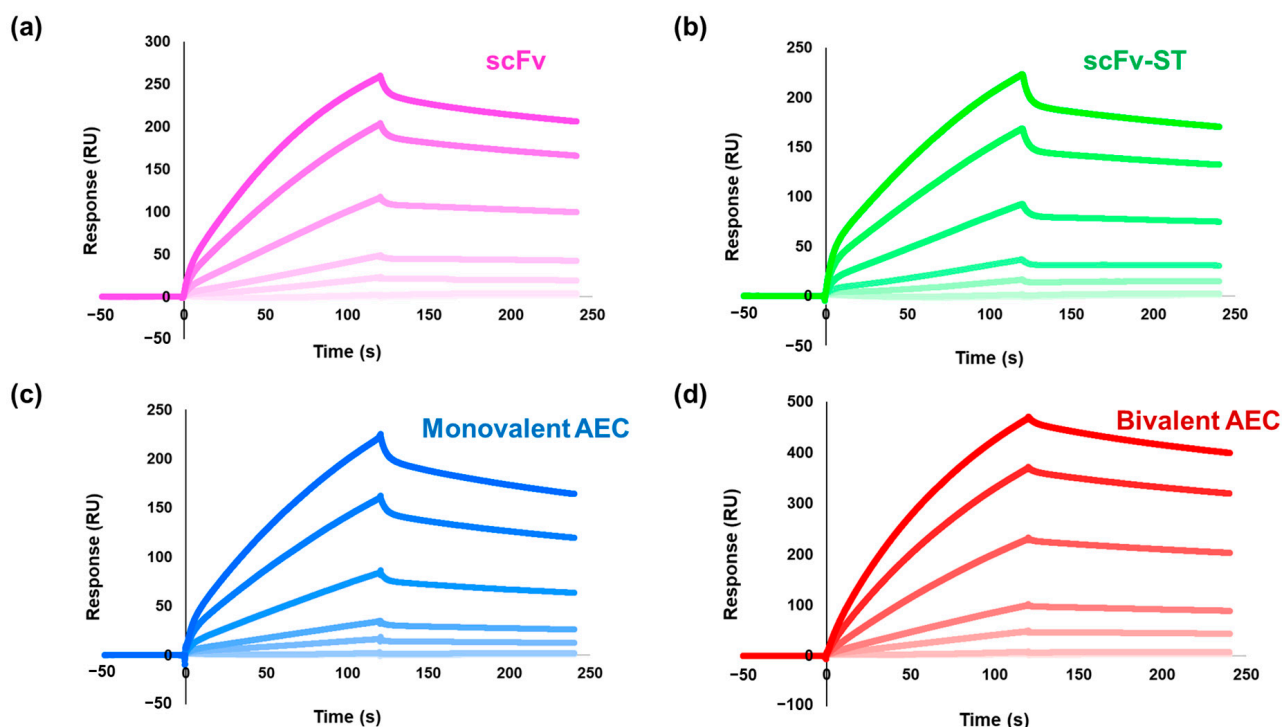 (a)
scFv
300
250
200
150
100
50
0
−50
−50 0 50 100 150 200 250
Response (RU)
Time (s)
(b)
scFv-ST
250
200
150
100
50
0
−50
−50 0 50 100 150 200 250
Response (RU)
Time (s)
(c)
Monovalent AEC
250
200
150
100
50
0
−50
−50 0 50 100 150 200 250
Response (RU)
Time (s)
(d)
Bivalent AEC
500
400
300
200
100
0
−100
−50 0 50 100 150 200 250
Response (RU)
Time (s)